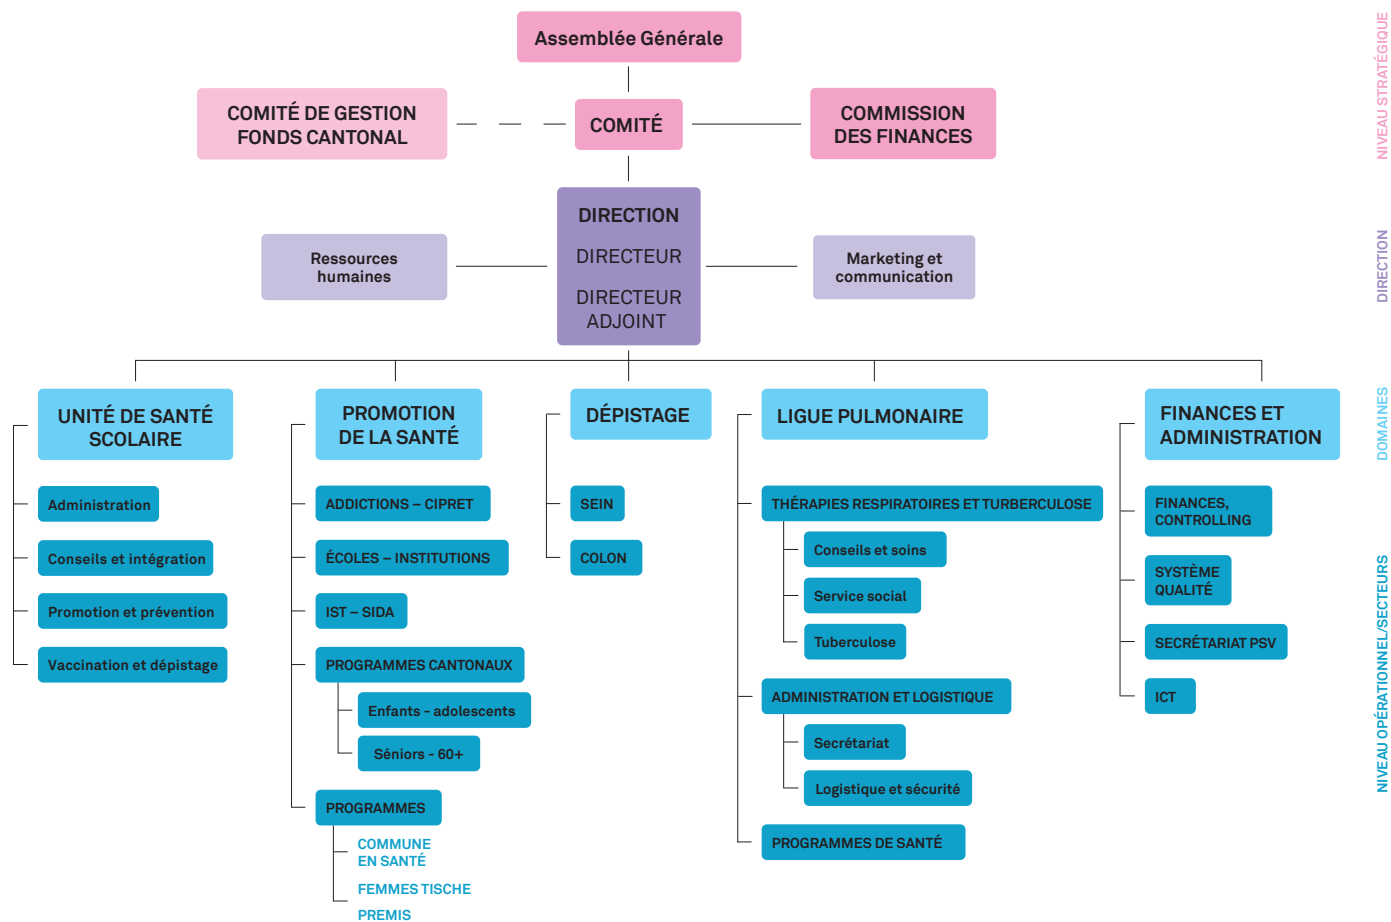 Assemblée Générale
COMITÉ DE GESTION
FONDS CANTONAL
COMITÉ
COMMISSION
DES FINANCES
NIVEAU STRATÉGIQUE
DIRECTION
DIRECTEUR
DIRECTEUR
ADJOINT
Ressources
humaines
Marketing et
communication
DIRECTION
UNITÉ DE SANTÉ
SCOLAIRE
Administration
Conseils et intégration
Promotion et prévention
Vaccination et dépistage
PROMOTION
DE LA SANTÉ
ADDICTIONS – CIPRET
ÉCOLES – INSTITUTIONS
IST – SIDA
PROGRAMMES CANTONAUX
Enfants - adolescents
Séniors - 60+
PROGRAMMES
COMMUNE
EN SANTÉ
FEMMES TISCHE
PREMIS
DÉPISTAGE
SEIN
COLON
LIGUE PULMONAIRE
THÉRAPIES RESPIRATOIRES ET TURBERCULOSE
Conseils et soins
Service social
Tuberculose
ADMINISTRATION ET LOGISTIQUE
Secrétariat
Logistique et sécurité
PROGRAMMES DE SANTÉ
FINANCES ET
ADMINISTRATION
FINANCES,
CONTROLLING
SYSTÈME
QUALITÉ
SECRÉTARIAT PSV
ICT
DOMAINES
NIVEAU OPÉRATIONNEL/SECTEURS